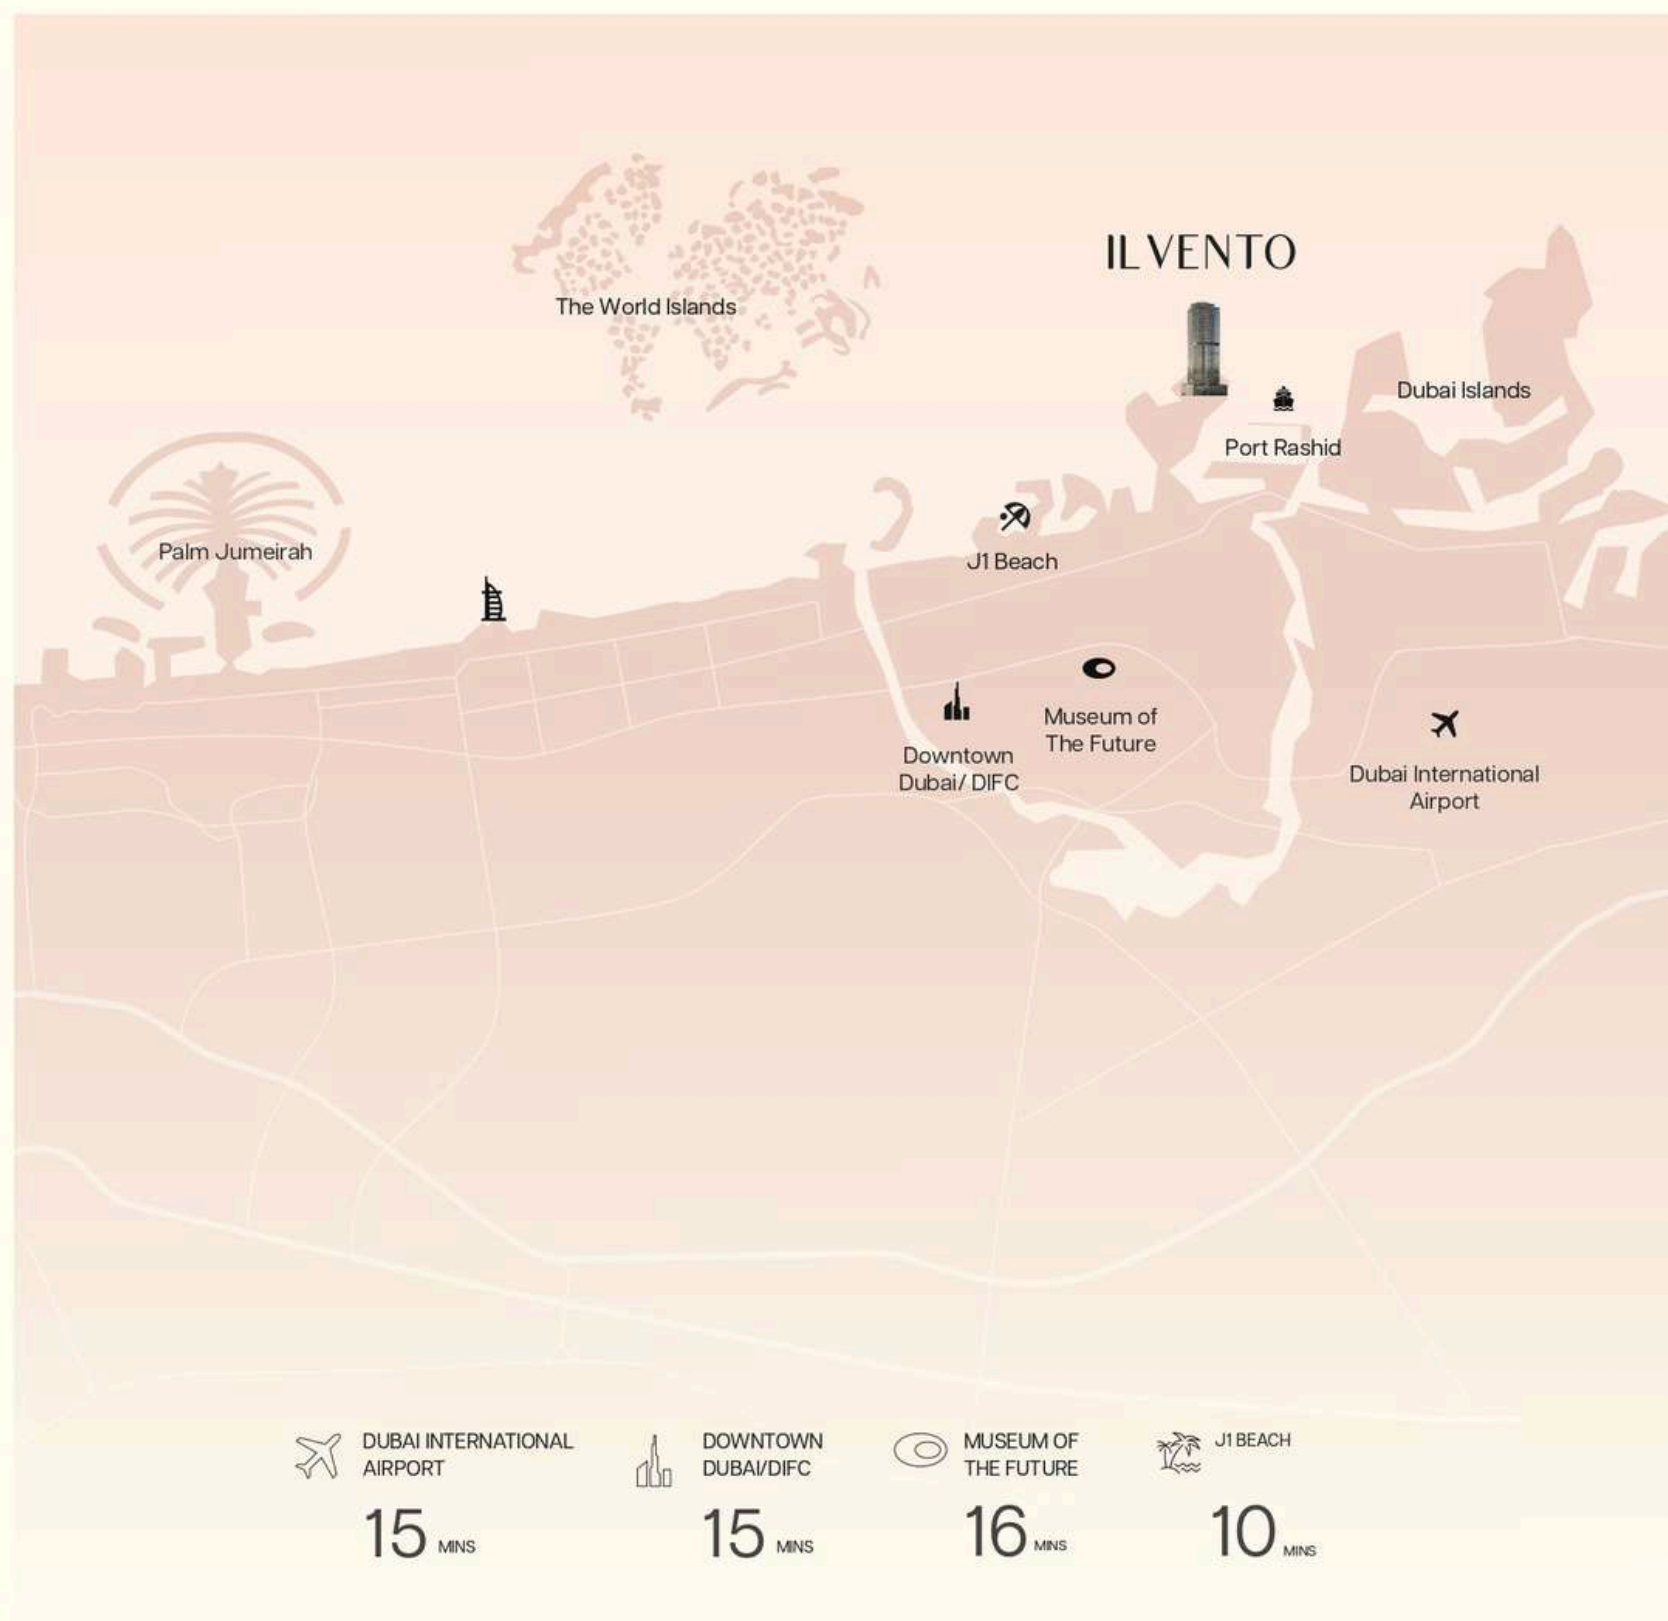 IL VENTO
The World Islands
Dubai Islands
Port Rashid
Palm Jumeirah
J1 Beach
Museum of
The Future
Downtown
Dubai/ DIFC
Dubai International
Airport
DUBAI INTERNATIONAL
AIRPORT
15 MINS
DOWNTOWN
DUBAI/DIFC
15 MINS
MUSEUM OF
THE FUTURE
16 MINS
J1 BEACH
10 MINS